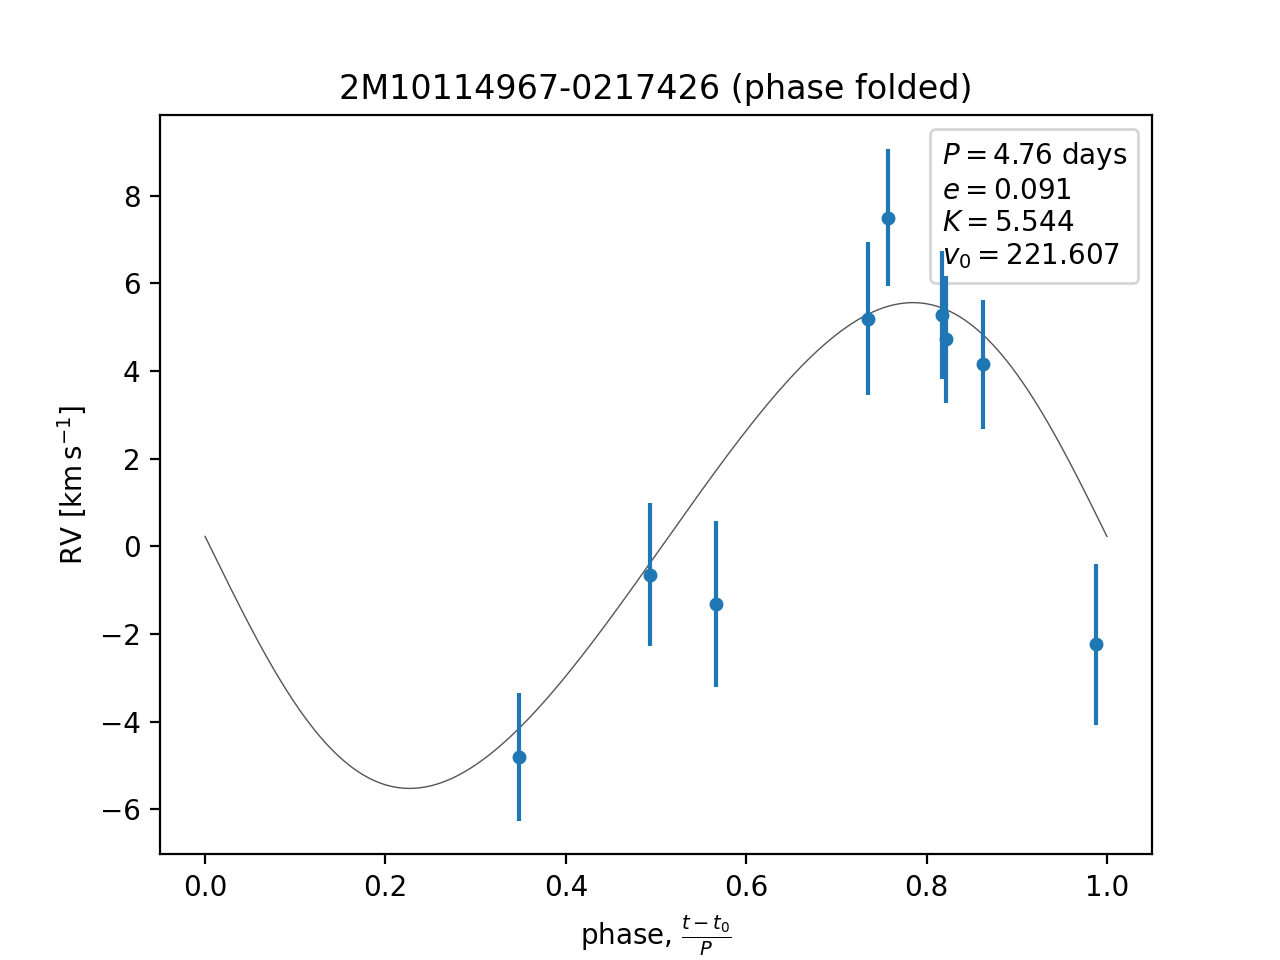 2M10114967-0217426 (phase folded)
P = 4.76 days
e = 0.091
K = 5.544
v₀ = 221.607
8
6
4
2
0
−2
−4
−6
RV [km s⁻¹]
0.0 0.2 0.4 0.6 0.8 1.0
phase, (t − t₀)/P